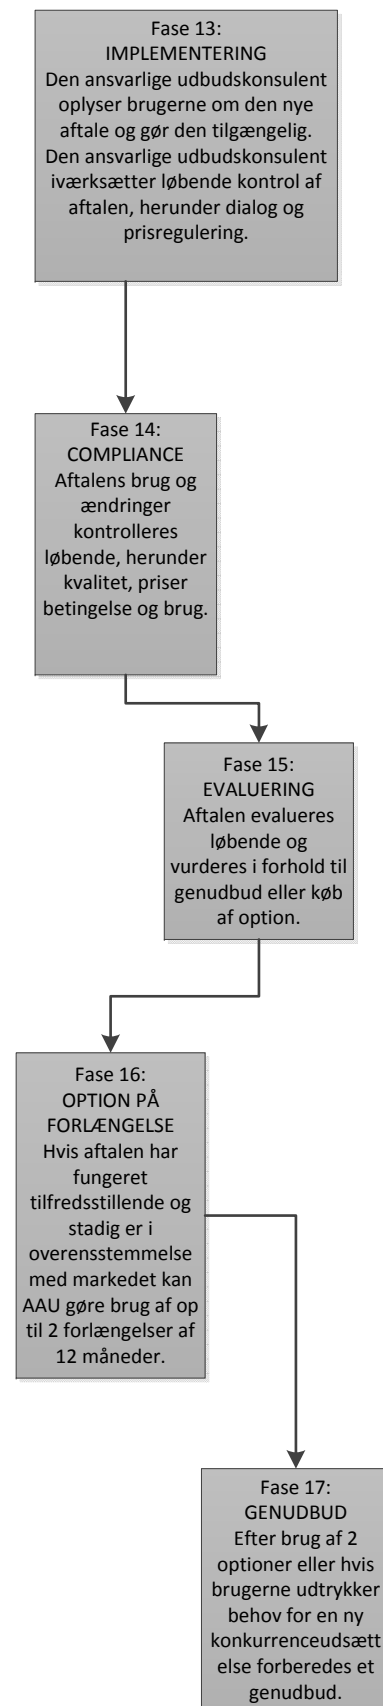 Fase 13:
IMPLEMENTERING
Den ansvarlige udbudskonsulent
oplyser brugerne om den nye
aftale og gør den tilgængelig.
Den ansvarlige udbudskonsulent
iværksætter løbende kontrol af
aftalen, herunder dialog og
prisregulering.
Fase 14:
COMPLIANCE
Aftalens brug og
ændringer
kontrolleres
løbende, herunder
kvalitet, priser
betingelse og brug.
Fase 15:
EVALUERING
Aftalen evalueres
løbende og
vurderes i forhold til
genudbud eller køb
af option.
Fase 16:
OPTION PÅ
FORLÆNGELSE
Hvis aftalen har
fungeret
tilfredsstillende og
stadig er i
overensstemmelse
med markedet kan
AAU gøre brug af op
til 2 forlængelser af
12 måneder.
Fase 17:
GENUDBUD
Efter brug af 2
optioner eller hvis
brugerne udtrykker
behov for en ny
konkurrenceudsætt
else forberedes et
genudbud.